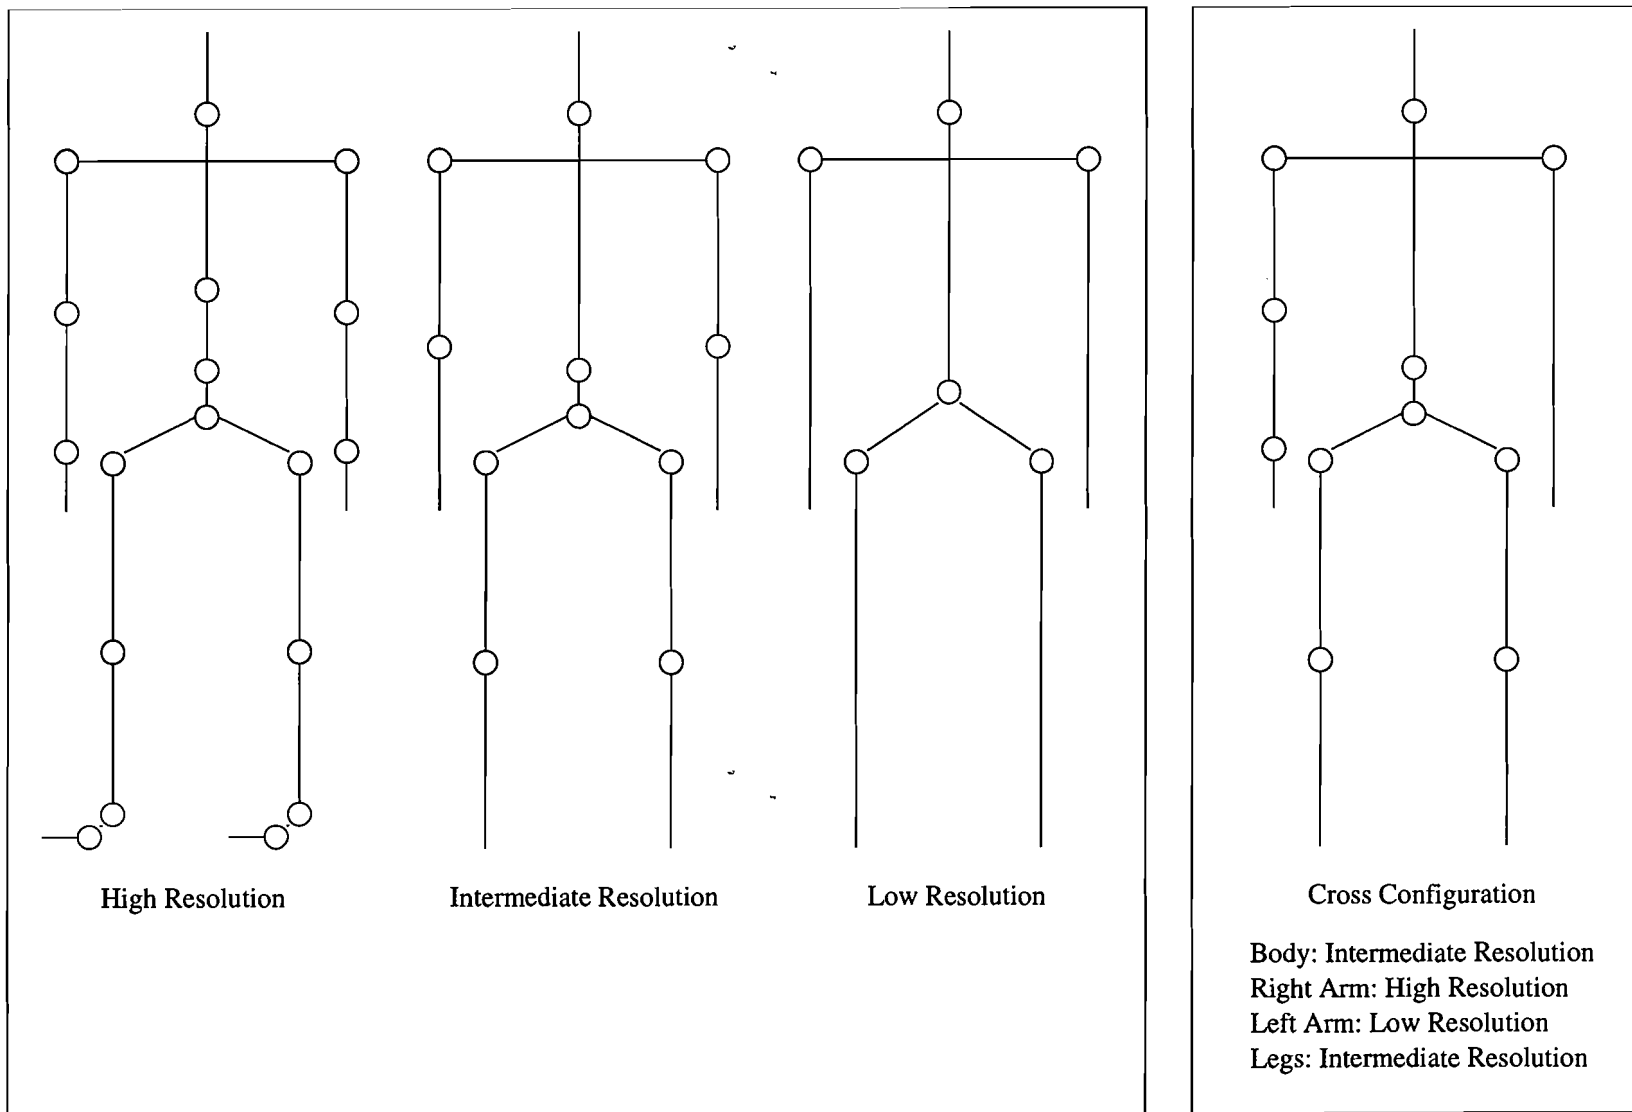 High Resolution
Intermediate Resolution
Low Resolution
Cross Configuration
Body: Intermediate Resolution
Right Arm: High Resolution
Left Arm: Low Resolution
Legs: Intermediate Resolution